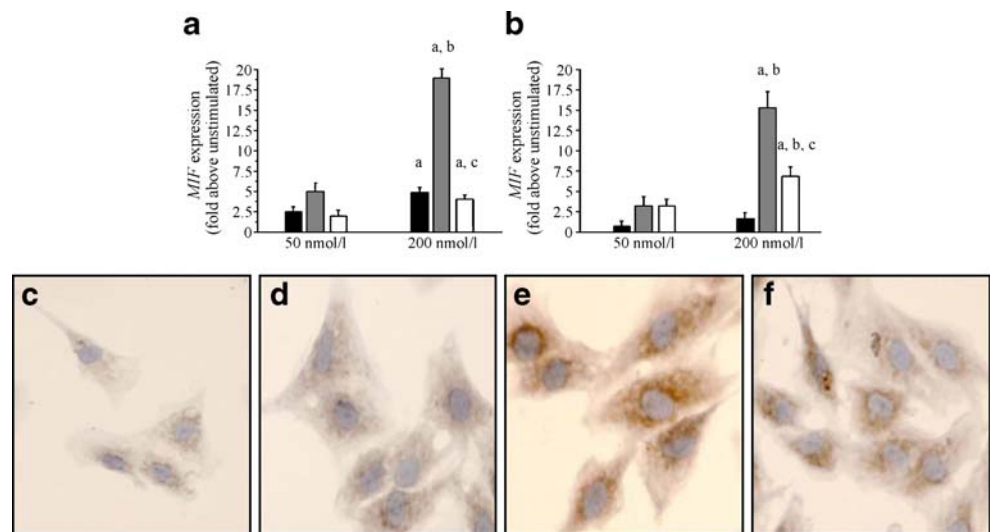 a
MIF expression
(fold above unstimulated)
20
17.5
15
12.5
10
7.5
5
2.5
0
a
a, b
a, c
50 nmol/l
200 nmol/l
b
MIF expression
(fold above unstimulated)
20
17.5
15
12.5
10
7.5
5
2.5
0
a, b
a, b, c
50 nmol/l
200 nmol/l
c
d
e
f